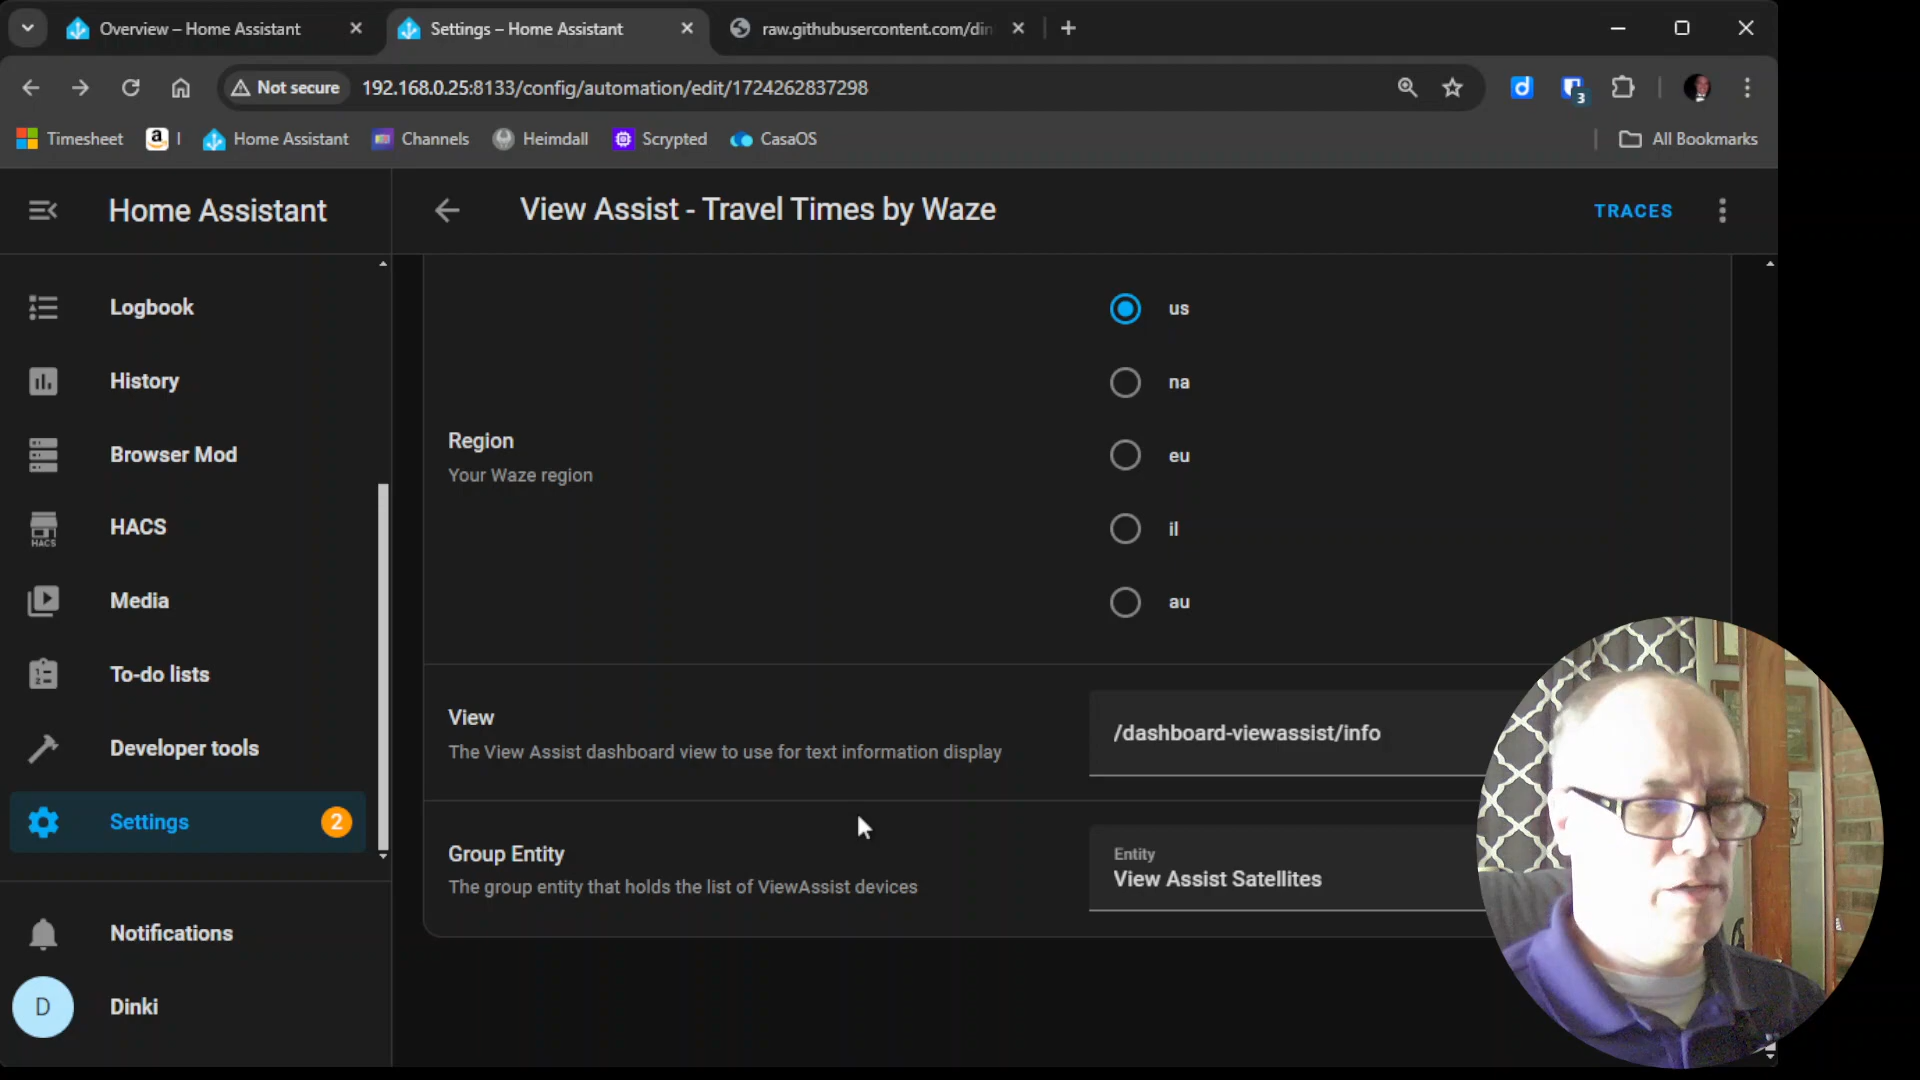 Overview – Home Assistant
Settings – Home Assistant
raw.githubusercontent.com/din
Not secure
192.168.0.25:8133/config/automation/edit/1724262837298
3
Timesheet
I
Home Assistant
Channels
Heimdall
Scrypted
CasaOS
All Bookmarks
Home Assistant
View Assist - Travel Times by Waze
TRACES
Logbook
History
Browser Mod
HACS
HACS
Media
To-do lists
Developer tools
Settings
2
Notifications
D
Dinki
us
na
Region
Your Waze region
eu
il
au
View
The View Assist dashboard view to use for text information display
/dashboard-viewassist/info
Group Entity
The group entity that holds the list of ViewAssist devices
Entity
View Assist Satellites